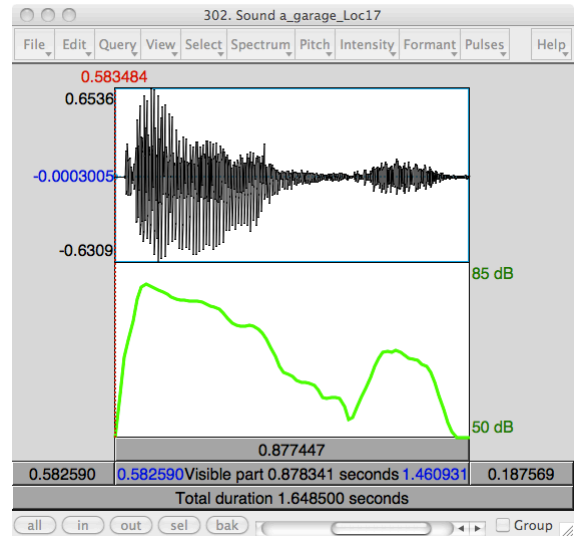 302. Sound a_garage_Loc17
File Edit Query View Select Spectrum Pitch Intensity Formant Pulses Help
0.583484
0.6536
-0.0003005
-0.6309
85 dB
50 dB
0.877447
0.582590 0.582590 Visible part 0.878341 seconds 1.460931 0.187569
Total duration 1.648500 seconds
all in out sel bak Group